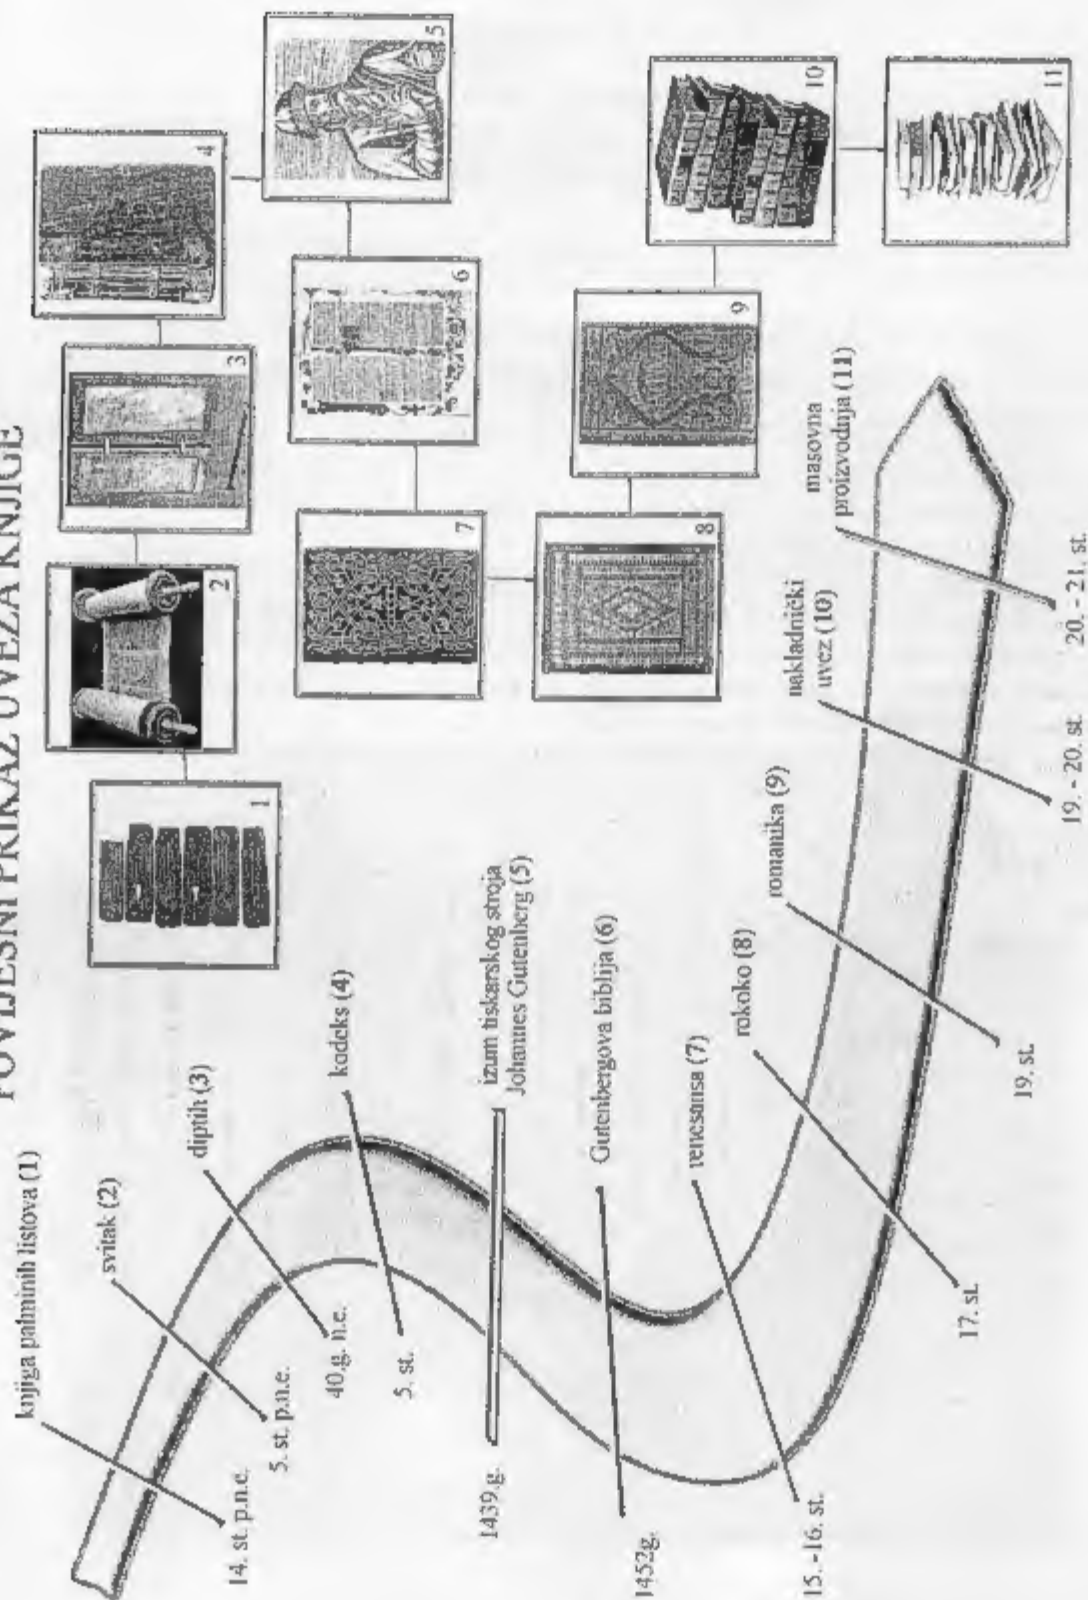 POVIJESNI PRIKAZ UVEZA KNJIGE
knjiga palminih listova (1)
14. st. p.n.e.
svitak (2)
5. st. p.n.e.
diptih (3)
40.g. n.e.
kodeks (4)
5. st.
izum tiskarskog stroja
Johannes Gutenberg (5)
1439.g.
Gutenbergova biblija (6)
1452g.
renesansa (7)
15.-16. st.
rokoko (8)
17. st.
romanika (9)
19. st.
nakladnički
uvez (10)
19. - 20. st.
masovna
proizvodnja (11)
20. - 21. st.
1
2
3
4
5
6
7
8
9
10
11